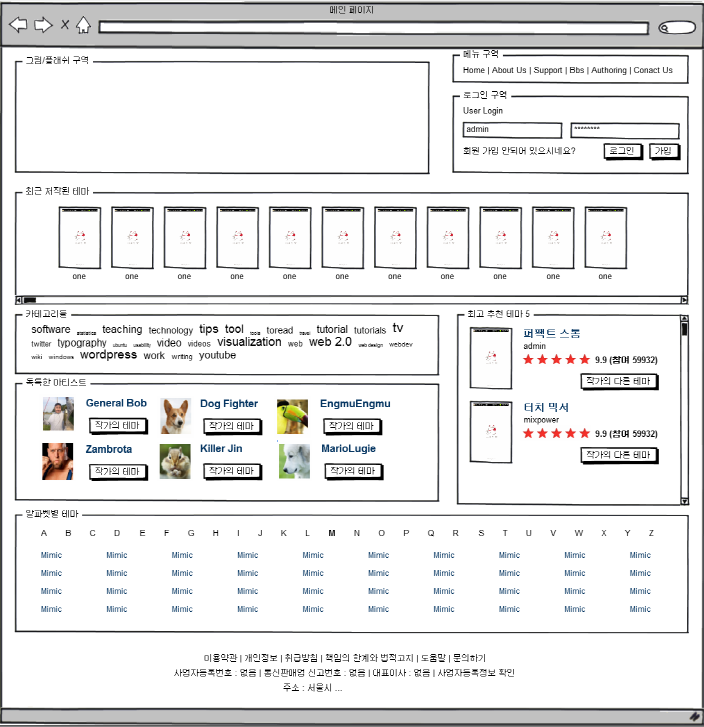 메인 페이지
그림/플래쉬 구역
메뉴 구역
Home | About Us | Support | Bbs | Authoring | Conact Us
로그인 구역
User Login
admin ********
회원 가입 안되어 있으시네요? 로그인 가입
최근 저작된 테마
one one one one one one one one one one one
카테고리들
software statistics teaching technology tips tool tools toread travel tutorial tutorials tv
twitter typography ubuntu usability video videos visualization web web 2.0 web design webdev
wiki windows wordpress work writing youtube
최고 추천 테마 5
퍼팩트 스톰
admin
9.9 (참여 59932)
작가의 다른 테마
터치 믹서
mixpower
9.9 (참여 59932)
작가의 다른 테마
독특한 아티스트
General Bob Dog Fighter EngmuEngmu
작가의 테마 작가의 테마 작가의 테마
Zambrota Killer Jin MarioLugie
작가의 테마 작가의 테마 작가의 테마
알파벳별 테마
A B C D E F G H I J K L M N O P Q R S T U V W X Y Z
Mimic Mimic Mimic Mimic Mimic Mimic Mimic Mimic Mimic Mimic
Mimic Mimic Mimic Mimic Mimic Mimic Mimic Mimic Mimic Mimic
Mimic Mimic Mimic Mimic Mimic Mimic Mimic Mimic Mimic Mimic
Mimic Mimic Mimic Mimic Mimic Mimic Mimic Mimic Mimic Mimic
이용약관 | 개인정보 | 취급방침 | 책임의 한계와 법적고지 | 도움말 | 문의하기
사업자등록번호 : 없음 | 통신판매업 신고번호 : 없음 | 대표이사 : 없음 | 사업자등록정보 확인
주소 : 서울시 ...